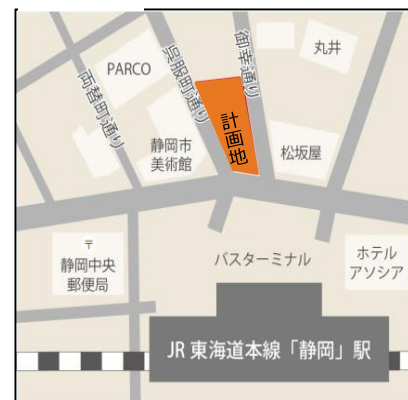 丸井
御幸通り
PARCO
呉服町通り
両替町通り
計画地
静岡市
美術館
松坂屋
〒
静岡中央
郵便局
バスターミナル
ホテル
アソシア
JR 東海道本線「静岡」駅